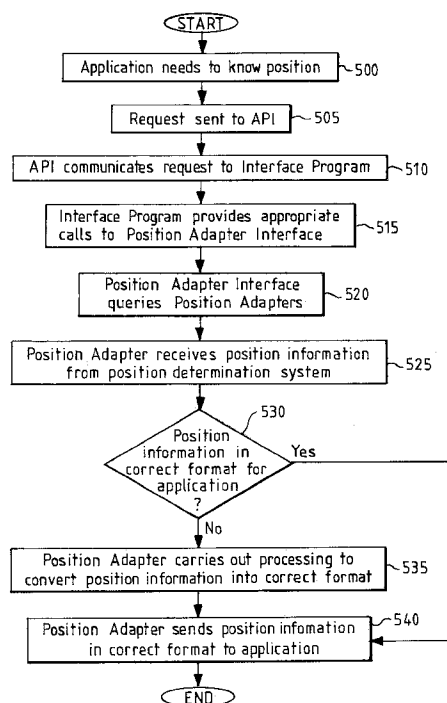 START
Application needs to know position
500
Request sent to API
505
API communicates request to Interface Program
510
Interface Program provides appropriate
calls to Position Adapter Interface
515
Position Adapter Interface
queries Position Adapters
520
Position Adapter receives position information
from position determination system
525
530
Position
information in
correct format for
application
?
Yes
No
Position Adapter carries out processing to
convert position information into correct format
535
540
Position Adapter sends position infomation
in correct format to application
END